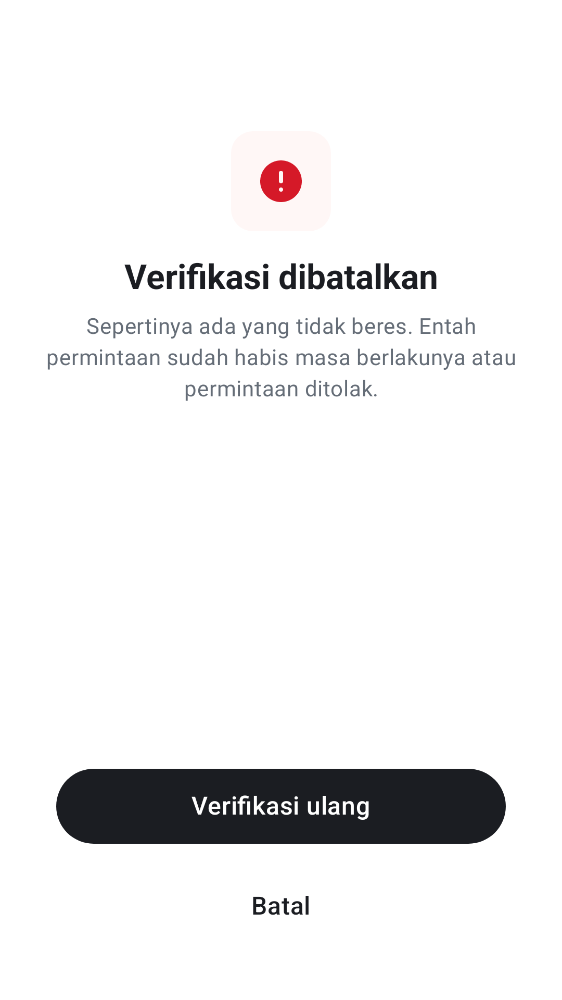 Verifikasi dibatalkan
Sepertinya ada yang tidak beres. Entah
permintaan sudah habis masa berlakunya atau
permintaan ditolak.
Verifikasi ulang
Batal